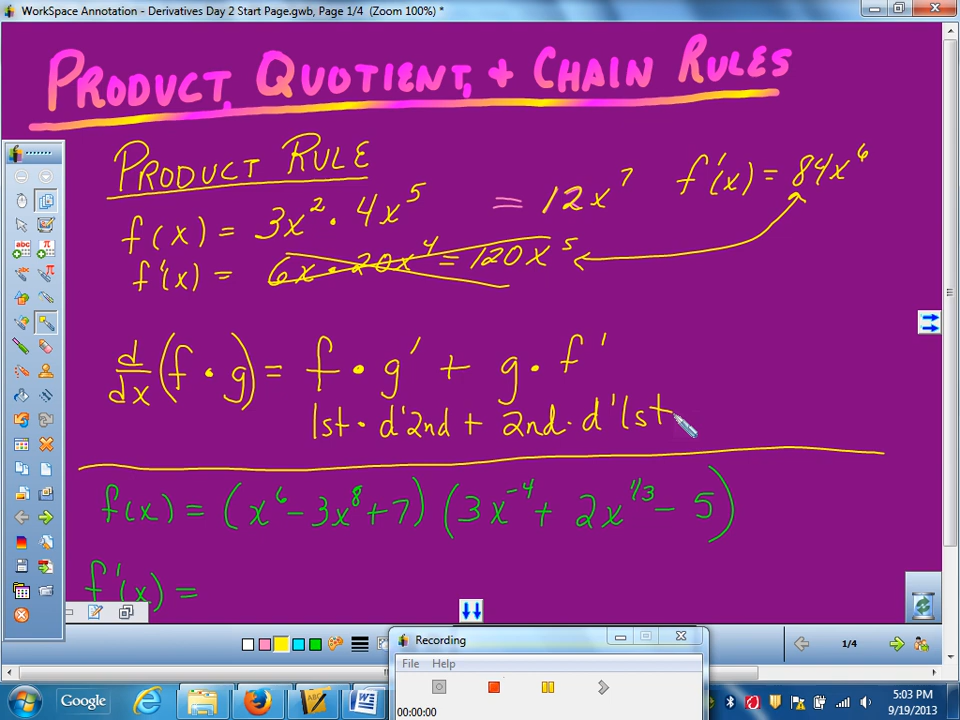 WorkSpace Annotation - Derivatives Day 2 Start Page.gwb, Page 1/4 (Zoom 100%) *
PRODUCT, QUOTIENT, + CHAIN RULES
PRODUCT RULE
f(x) = 3x² · 4x⁵ = 12x⁷ f'(x) = 84x⁶
f'(x) = 6x · 20x⁴ = 120x⁵
d/dx (f · g) = f · g' + g · f'
1st · d'2nd + 2nd · d'1st
f(x) = (x⁶ - 3x⁸ + 7) (3x⁻⁴ + 2x^1/3 - 5)
f'(x) =
Recording
File Help
00:00:00
1/4
Google
5:03 PM
9/19/2013